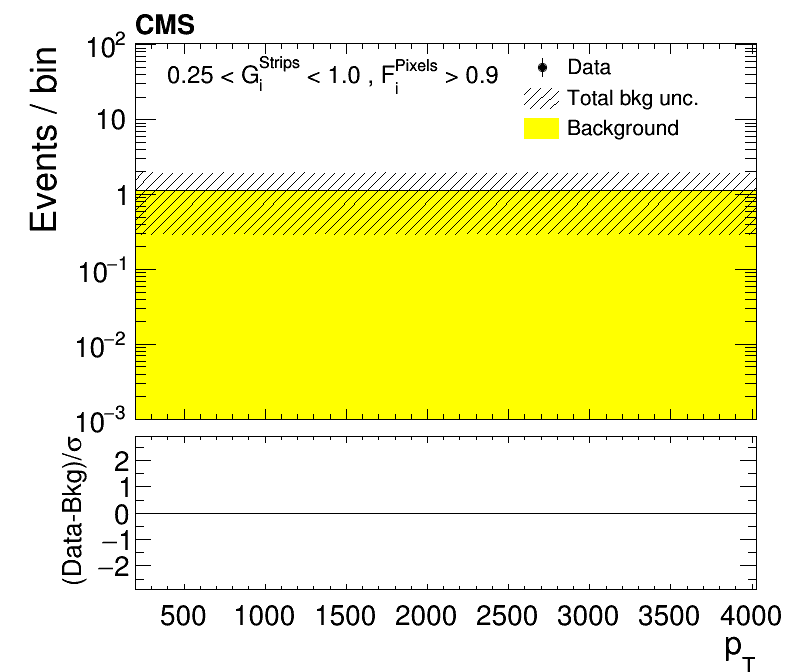 CMS
0.25 < G_i^Strips < 1.0 , F_i^Pixels > 0.9
Data
Total bkg unc.
Background
Events / bin
10^2
10
1
10^−1
10^−2
10^−3
(Data-Bkg)/σ
2
1
0
−1
−2
500 1000 1500 2000 2500 3000 3500 4000
p_T